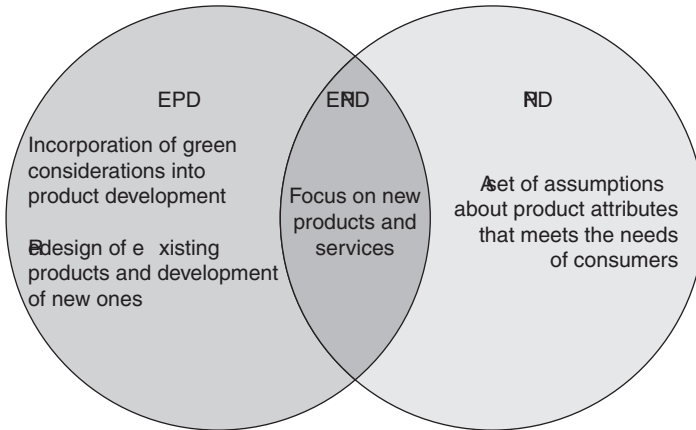 EPD
Incorporation of green
considerations into
product development
Redesign of e xisting
products and development
of new ones
Focus on new
products and
services
A set of assumptions
about product attributes
that meets the needs
of consumers